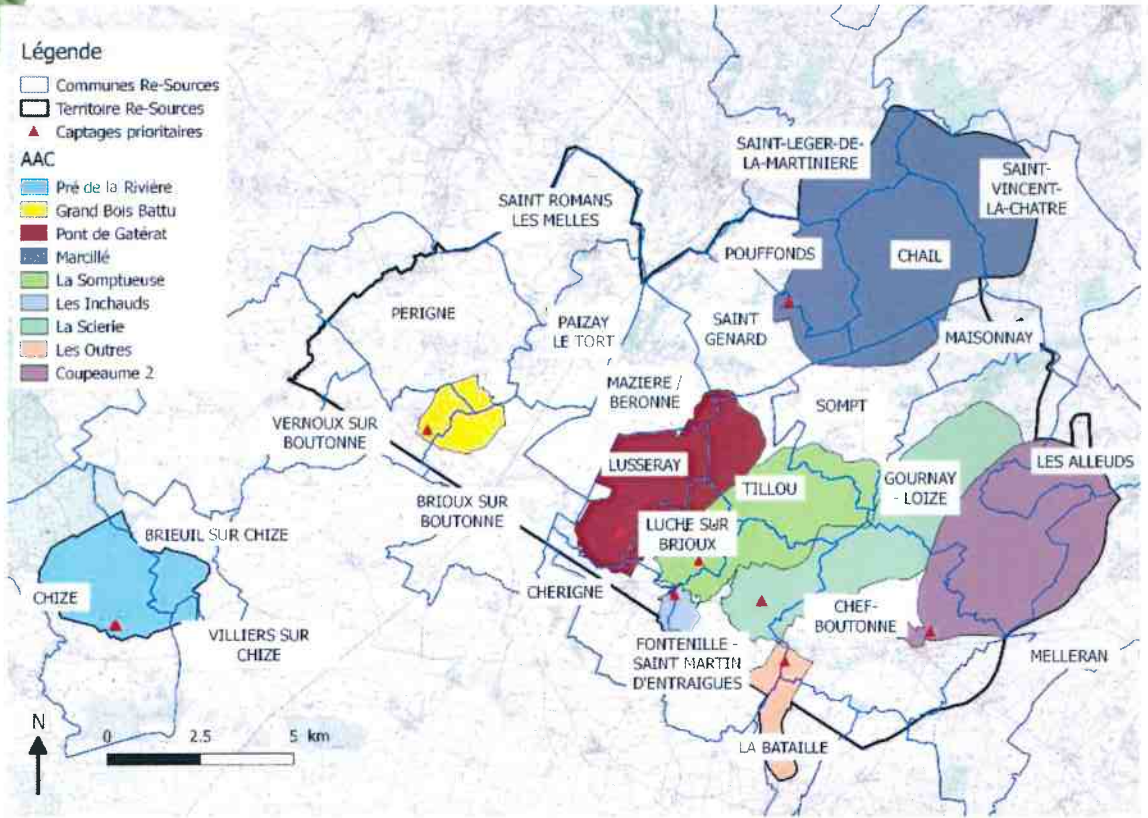 Légende
Communes Re-Sources
Territoire Re-Sources
Captages prioritaires
AAC
Pré de la Rivière
Grand Bois Battu
Pont de Gatérat
Marcillé
La Somptueuse
Les Inchauds
La Scierie
Les Outres
Coupeaume 2
SAINT-LEGER-DE-
LA-MARTINIERE
SAINT-
VINCENT-
LA-CHATRE
SAINT ROMANS
LES MELLES
POUFFONDS
CHAIL
PERIGNE
PAIZAY
LE TORT
SAINT
GENARD
MAISONNAY
MAZIERE /
BERONNE
SOMPT
VERNOUX SUR
BOUTONNE
LUSSERAY
TILLOU
GOURNAY
- LOIZE
LES ALLEUDS
BRIOUX SUR
BOUTONNE
LUCHE SUR
BRIOUX
BRIEUIL SUR CHIZE
CHIZE
CHERIGNE
CHEF-
BOUTONNE
VILLIERS SUR
CHIZE
FONTENILLE -
SAINT MARTIN
D'ENTRAIGUES
MELLERAN
LA BATAILLE
N
0 2.5 5 km